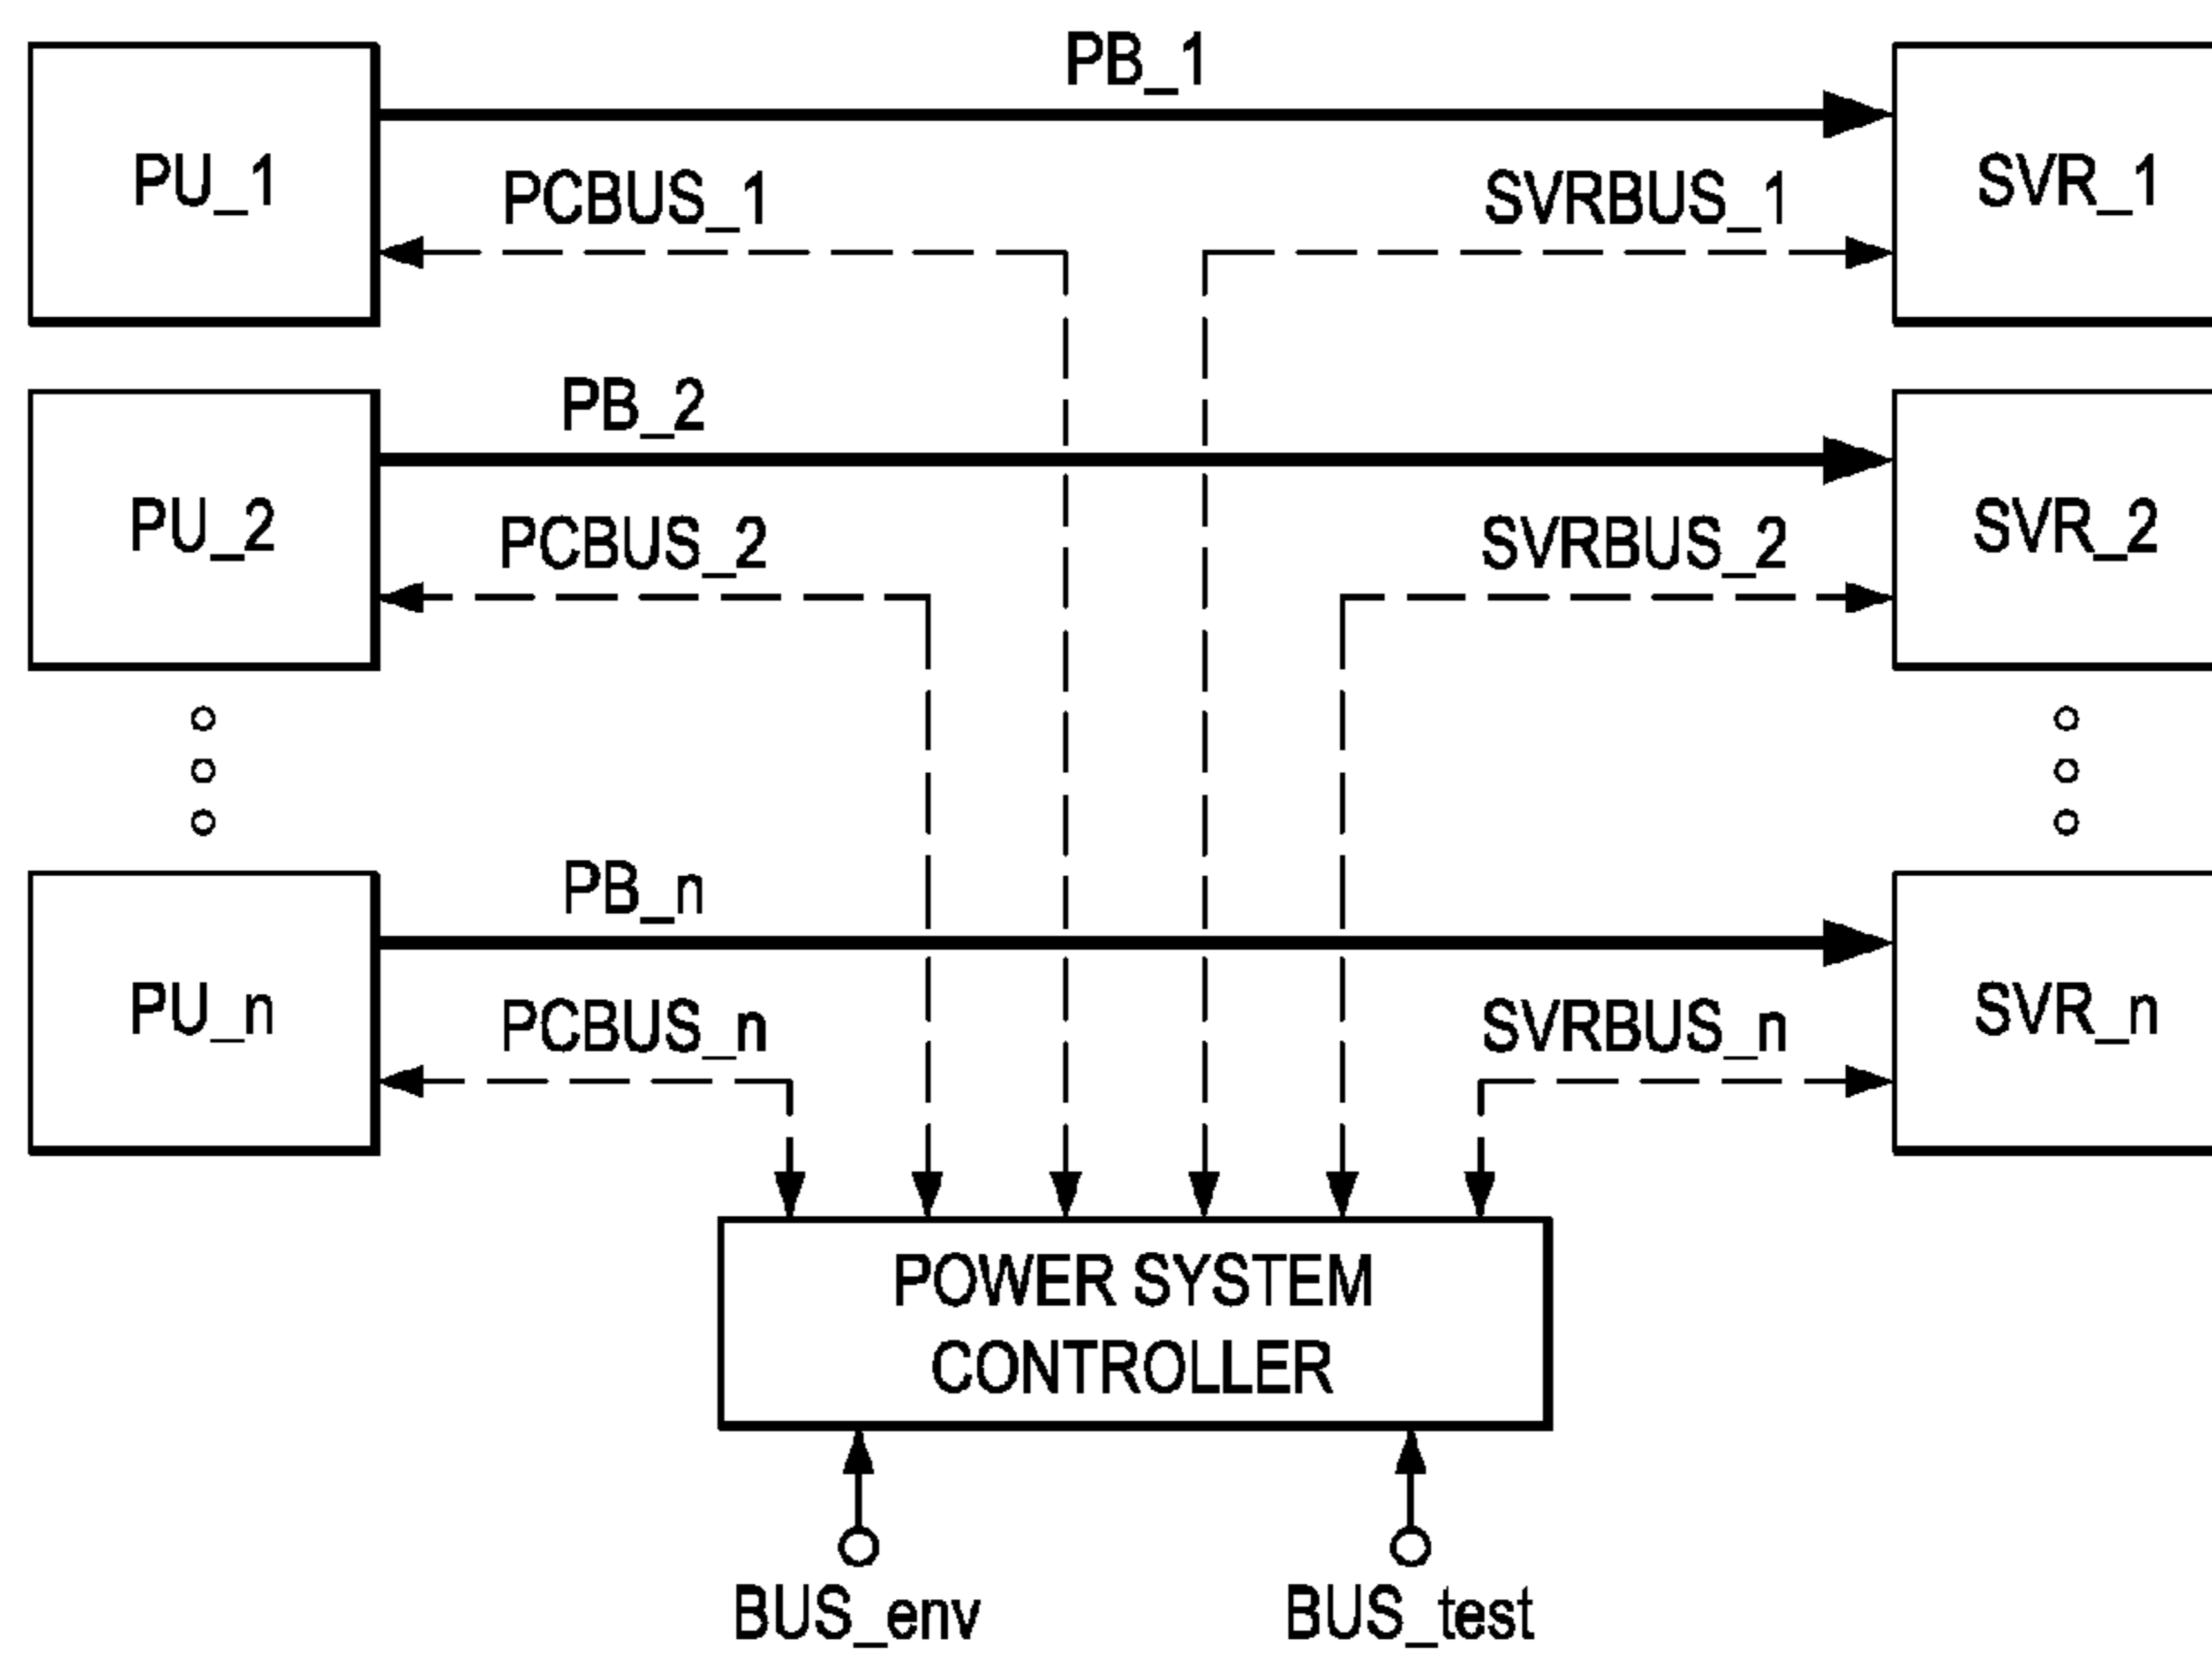 PB_1
PU_1
PCBUS_1
SVRBUS_1
SVR_1
PB_2
PU_2
PCBUS_2
SVRBUS_2
SVR_2
PB_n
PU_n
PCBUS_n
SVRBUS_n
SVR_n
POWER SYSTEM
CONTROLLER
BUS_env
BUS_test